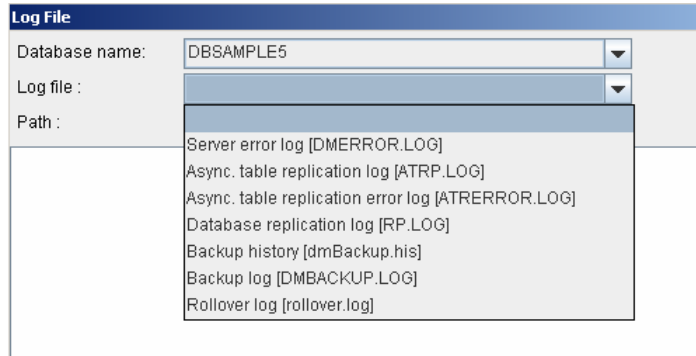 Log File
Database name: DBSAMPLE5
Log file :
Path :
Server error log [DMERROR.LOG]
Async. table replication log [ATRP.LOG]
Async. table replication error log [ATRERROR.LOG]
Database replication log [RP.LOG]
Backup history [dmBackup.his]
Backup log [DMBACKUP.LOG]
Rollover log [rollover.log]